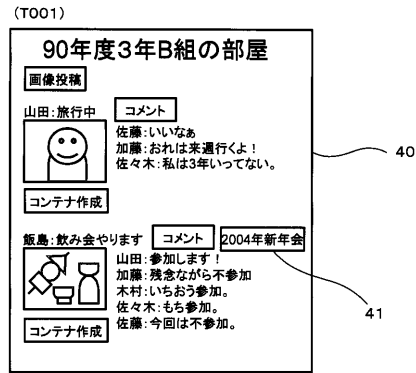 (T001)
90年度3年B組の部屋
画像投稿
山田:旅行中 コメント
佐藤:いいなぁ
加藤:おれは来週行くよ!
佐々木:私は3年いってない。
コンテナ作成
飯島:飲み会やります コメント 2004年新年会
山田:参加します!
加藤:残念ながら不参加
木村:いちおう参加。
佐々木:もち参加。
佐藤:今回は不参加。
コンテナ作成
40
41